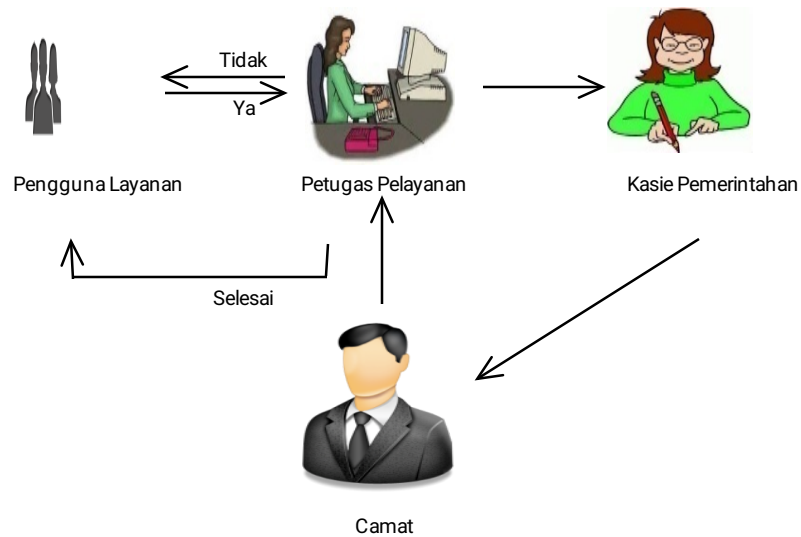 Tidak
Ya
Pengguna Layanan
Petugas Pelayanan
Kasie Pemerintahan
Selesai
Camat